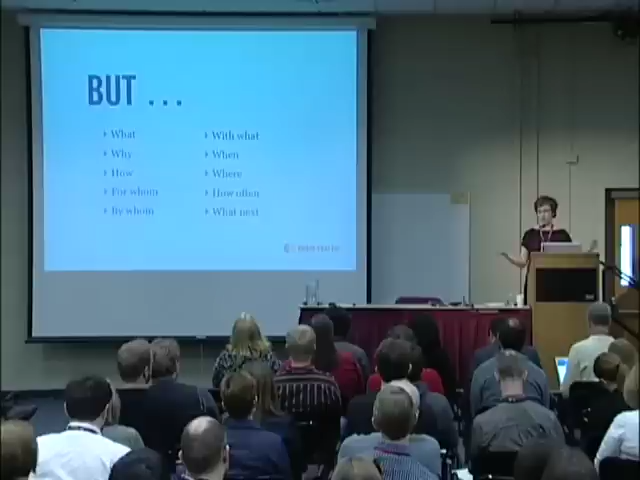 BUT ...
What
Why
How
For whom
By whom
With what
When
Where
How often
What next